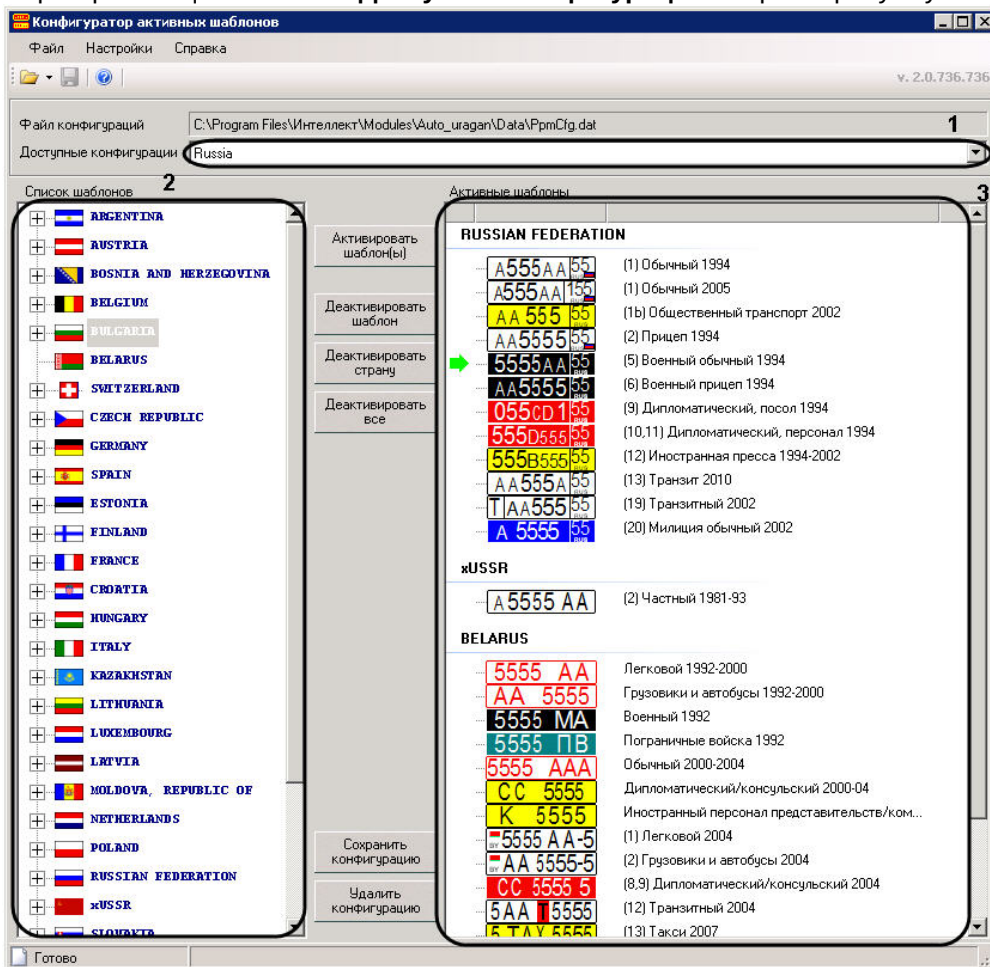 Конфигуратор активных шаблонов
Файл Настройки Справка
v. 2.0.736.736
Файл конфигураций C:\Program Files\Интеллект\Modules\Auto_uragan\Data\PpmCfg.dat 1
Доступные конфигурации Russia
Список шаблонов 2
Активные шаблоны 3
ARGENTINA
AUSTRIA
BOSNIA AND HERZEGOVINA
BELGIUM
BULGARIA
BELARUS
SWITZERLAND
CZECH REPUBLIC
GERMANY
SPAIN
ESTONIA
FINLAND
FRANCE
CROATIA
HUNGARY
ITALY
KAZAKHSTAN
LITHUANIA
LUXEMBOURG
LATVIA
MOLDOVA, REPUBLIC OF
NETHERLANDS
POLAND
RUSSIAN FEDERATION
xUSSR
SLOVAKIA
Активировать
шаблон(ы)
Деактивировать
шаблон
Деактивировать
страну
Деактивировать
все
Сохранить
конфигурацию
Удалить
конфигурацию
RUSSIAN FEDERATION
A555AA 55 (1) Обычный 1994
A555AA 155 (1) Обычный 2005
AA 555 55 (1b) Общественный транспорт 2002
AA5555 55 (2) Прицеп 1994
5555AA 55 (5) Военный обычный 1994
AA5555 55 (6) Военный прицеп 1994
055CD 1 55 (9) Дипломатический, посол 1994
555D555 55 (10,11) Дипломатический, персонал 1994
555B555 55 (12) Иностранная пресса 1994-2002
AA555A 55 (13) Транзит 2010
T AA555 55 (19) Транзитный 2002
A 5555 55 (20) Милиция обычный 2002
xUSSR
A 5555 AA (2) Частный 1981-93
BELARUS
5555 AA Легковой 1992-2000
AA 5555 Грузовики и автобусы 1992-2000
5555 MA Военный 1992
5555 ПВ Пограничные войска 1992
5555 AAA Обычный 2000-2004
CC 5555 Дипломатический/консульский 2000-04
K 5555 Иностранный персонал представительств/ком...
5555 AA-5 (1) Легковой 2004
AA 5555-5 (2) Грузовики и автобусы 2004
CC 5555 5 (8,9) Дипломатический/консульский 2004
5AA T 5555 (12) Транзитный 2004
5 TAX 5555 (13) Такси 2007
Готово